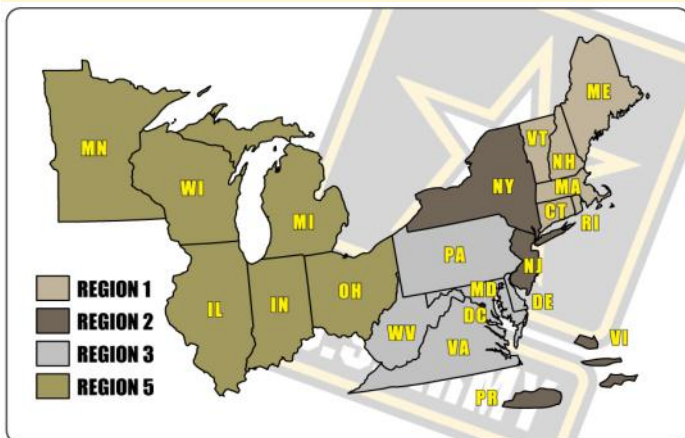 ME
VT
NH
MN
NY
MA
WI
CT
RI
MI
PA
NJ
REGION 1
OH
MD
DE
IL
IN
DC
REGION 2
WV
VA
VI
REGION 3
REGION 5
PR
U.S. ARMY